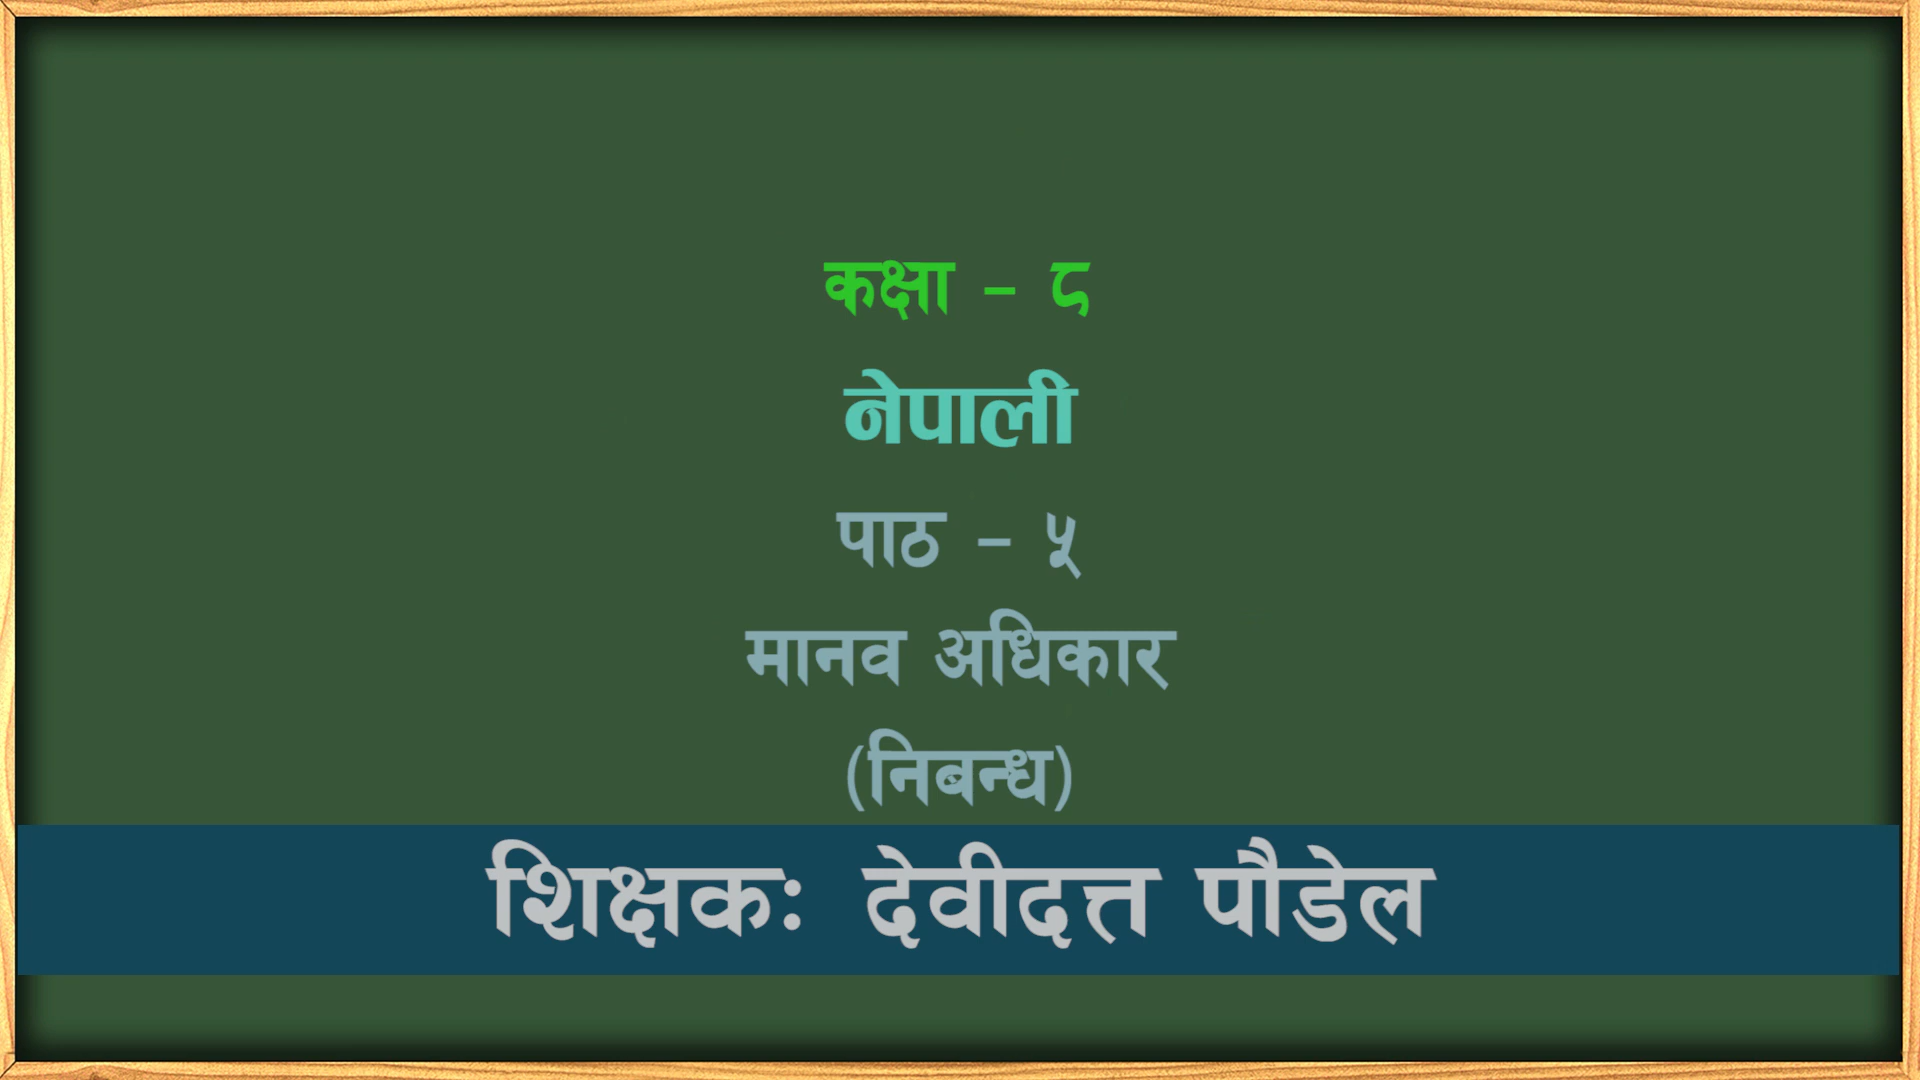 कक्षा – ८
नेपाली
पाठ – ५
मानव अधिकार
(निबन्ध)
शिक्षकः देवीदत्त पौडेल